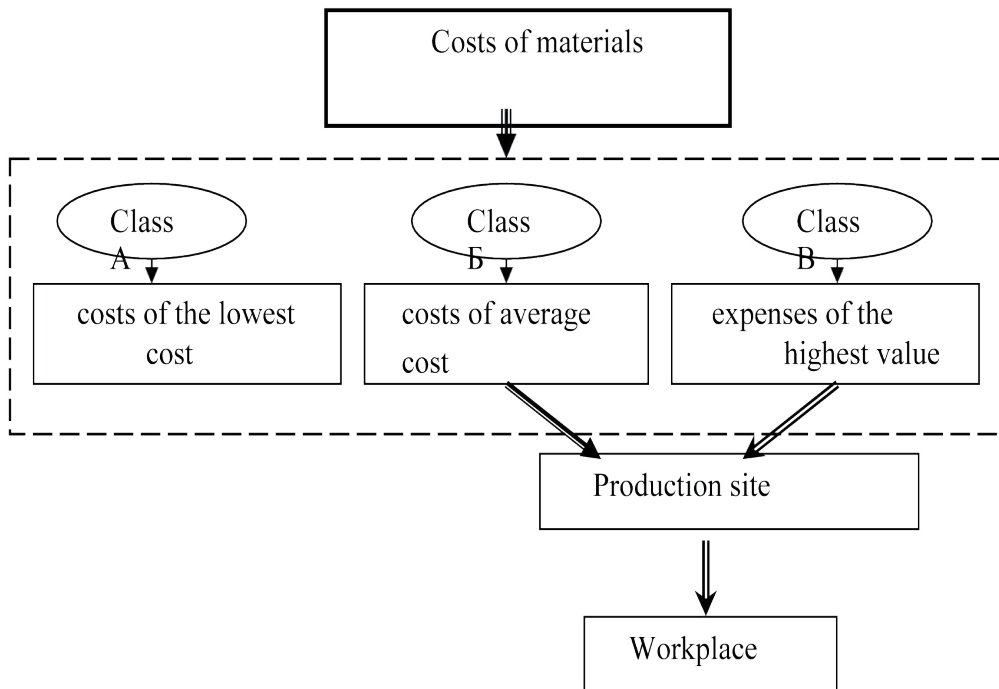 Costs of materials
Class
А
Class
Б
Class
В
costs of the lowest
cost
costs of average
cost
expenses of the
highest value
Production site
Workplace